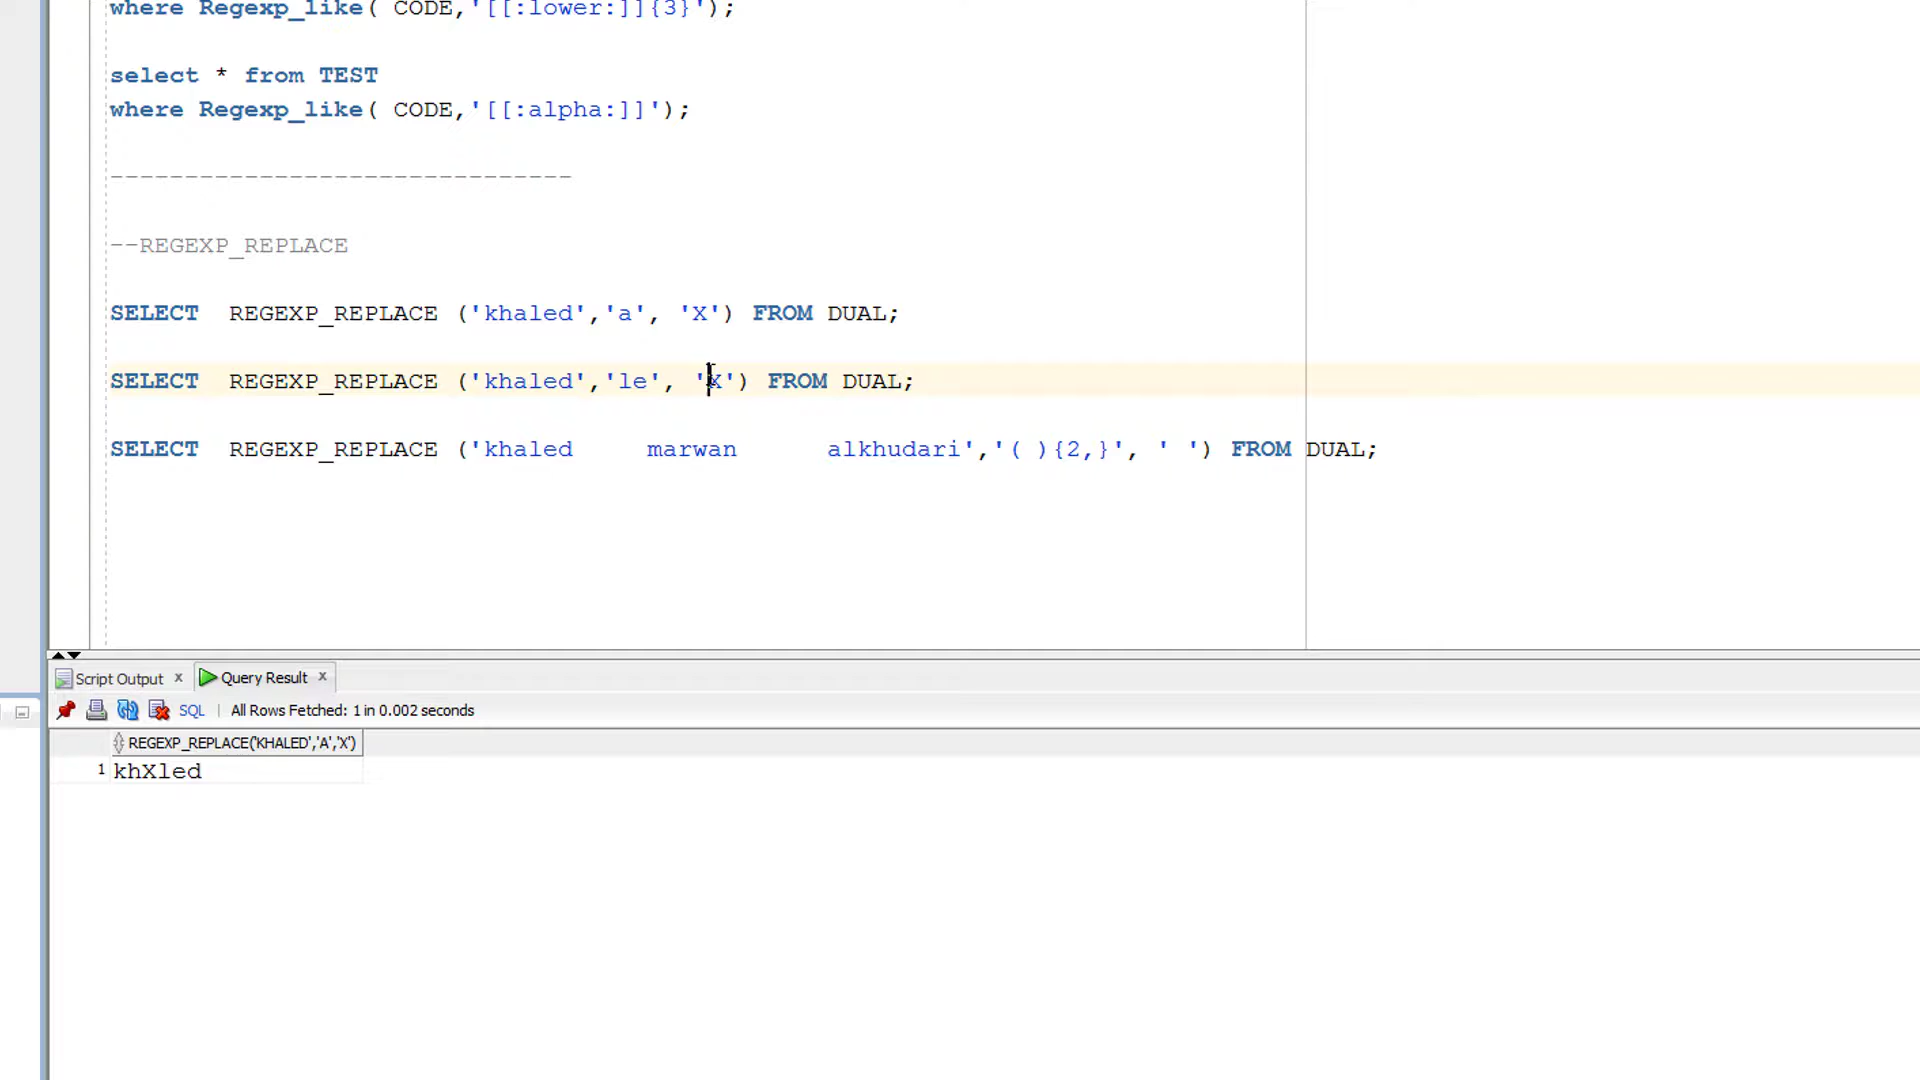 where Regexp_like( CODE,'[[:lower:]]{3}');
select * from TEST
where Regexp_like( CODE,'[[:alpha:]]');
-------------------------------
--REGEXP_REPLACE
SELECT  REGEXP_REPLACE ('khaled','a', 'X') FROM DUAL;
SELECT  REGEXP_REPLACE ('khaled','le', 'X') FROM DUAL;
SELECT  REGEXP_REPLACE ('khaled     marwan      alkhudari','( ){2,}', ' ') FROM DUAL;
Script Output x Query Result x
SQL | All Rows Fetched: 1 in 0.002 seconds
REGEXP_REPLACE('KHALED','A','X')
1 khXled